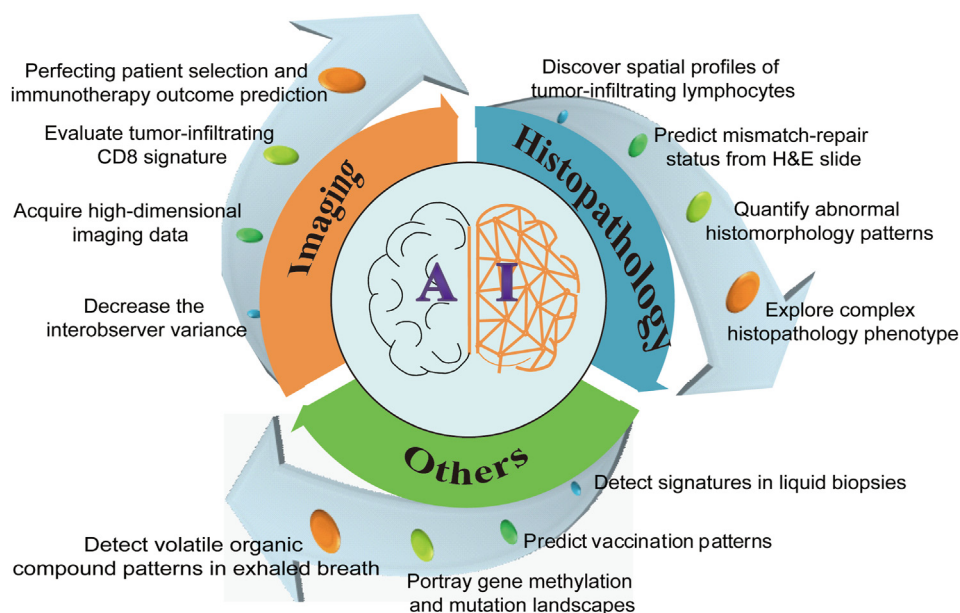 Perfecting patient selection and
immunotherapy outcome prediction
Evaluate tumor-infiltrating
CD8 signature
Acquire high-dimensional
imaging data
Decrease the
interobserver variance
Imaging
Discover spatial profiles of
tumor-infiltrating lymphocytes
Predict mismatch-repair
status from H&E slide
Quantify abnormal
histomorphology patterns
Explore complex
histopathology phenotype
Histopathology
A I
Others
Detect signatures in liquid biopsies
Predict vaccination patterns
Portray gene methylation
and mutation landscapes
Detect volatile organic
compound patterns in exhaled breath